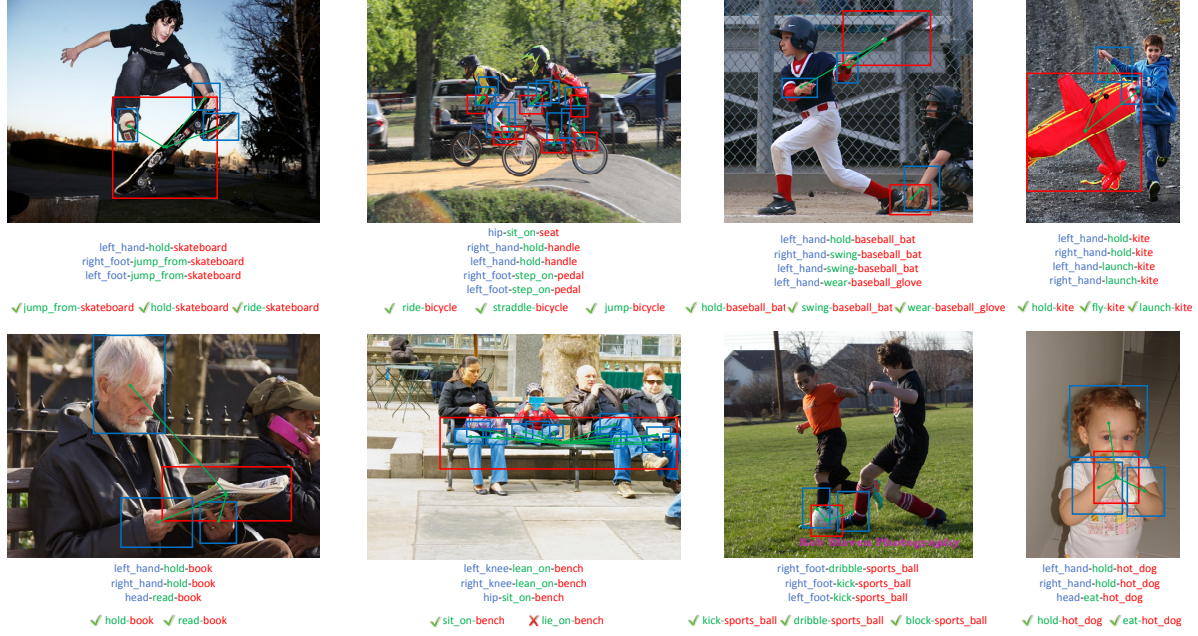 left_hand-hold-skateboard
right_foot-jump_from-skateboard
left_foot-jump_from-skateboard
jump_from-skateboard hold-skateboard ride-skateboard
hip-sit_on-seat
right_hand-hold-handle
left_hand-hold-handle
right_foot-step_on-pedal
left_foot-step_on-pedal
ride-bicycle straddle-bicycle jump-bicycle
left_hand-hold-baseball_bat
right_hand-swing-baseball_bat
left_hand-swing-baseball_bat
left_hand-wear-baseball_glove
hold-baseball_bat swing-baseball_bat wear-baseball_glove
left_hand-hold-kite
right_hand-hold-kite
left_hand-launch-kite
right_hand-launch-kite
hold-kite fly-kite launch-kite
left_hand-hold-book
right_hand-hold-book
head-read-book
hold-book read-book
left_knee-lean_on-bench
right_knee-lean_on-bench
hip-sit_on-bench
sit_on-bench lie_on-bench
right_foot-dribble-sports_ball
right_foot-kick-sports_ball
left_foot-kick-sports_ball
kick-sports_ball dribble-sports_ball block-sports_ball
left_hand-hold-hot_dog
right_hand-hold-hot_dog
head-eat-hot_dog
hold-hot_dog eat-hot_dog